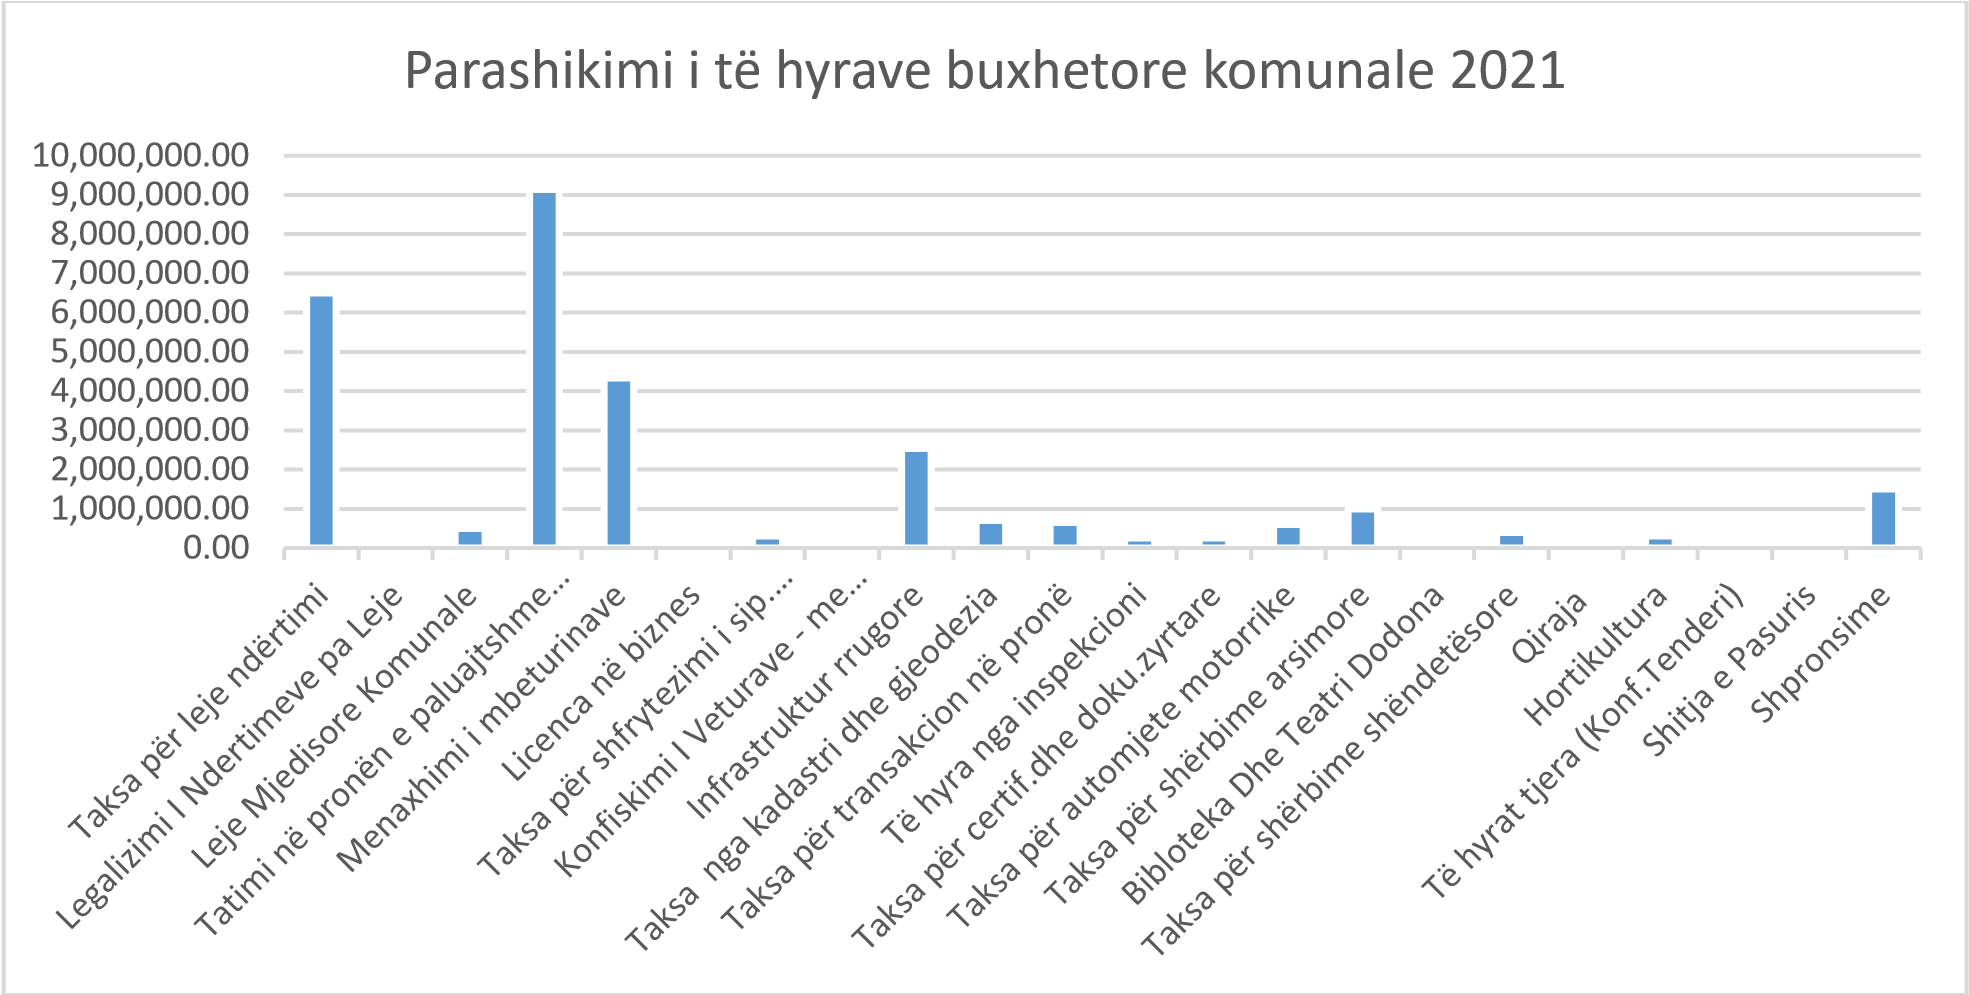 Parashikimi i të hyrave buxhetore komunale 2021
10,000,000.00
9,000,000.00
8,000,000.00
7,000,000.00
6,000,000.00
5,000,000.00
4,000,000.00
3,000,000.00
2,000,000.00
1,000,000.00
0.00
Taksa për leje ndërtimi
Legalizimi I Ndertimeve pa Leje
Leje Mjedisore Komunale
Tatimi në pronën e paluajtshme...
Menaxhimi i mbeturinave
Licenca në biznes
Taksa për shfrytezimi i sip....
Konfiskimi I Veturave - me...
Infrastruktur rrugore
Taksa  nga kadastri dhe gjeodezia
Taksa për transakcion në pronë
Të hyra nga inspekcioni
Taksa për certif.dhe doku.zyrtare
Taksa për automjete motorrike
Taksa për shërbime arsimore
Bibloteka Dhe Teatri Dodona
Taksa për shërbime shëndetësore
Qiraja
Hortikultura
Të hyrat tjera (Konf.Tenderi)
Shitja e Pasuris
Shpronsime